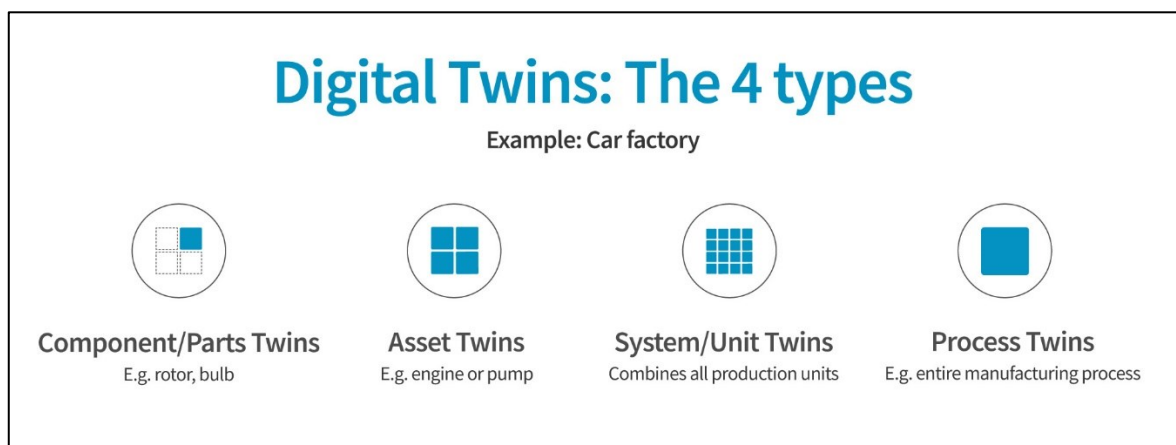 Digital Twins: The 4 types
Example: Car factory
Component/Parts Twins
E.g. rotor, bulb
Asset Twins
E.g. engine or pump
System/Unit Twins
Combines all production units
Process Twins
E.g. entire manufacturing process